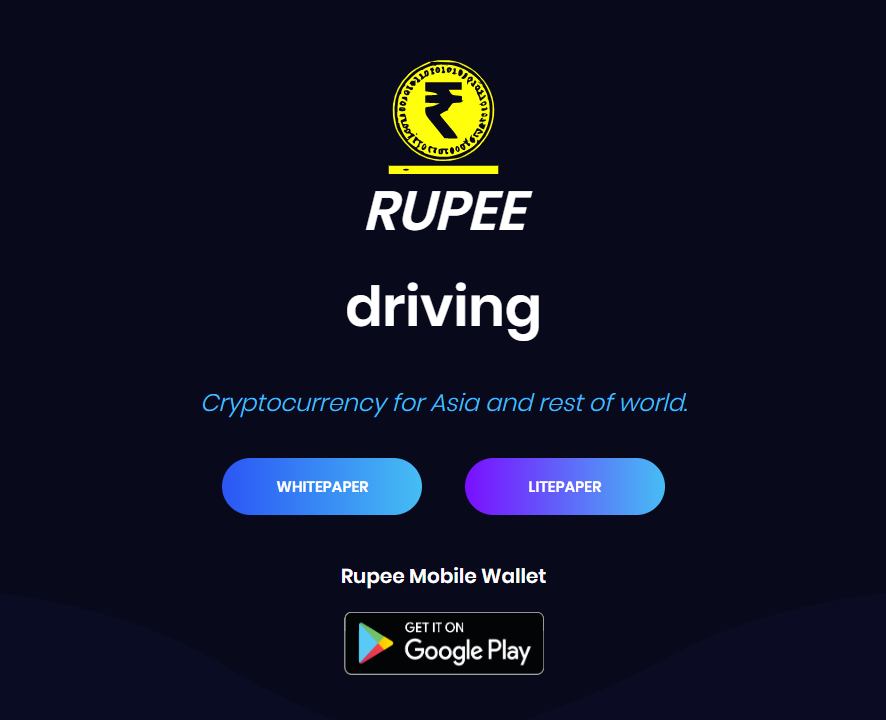 ₹
RUPEE
driving
Cryptocurrency for Asia and rest of world.
WHITEPAPER
LITEPAPER
Rupee Mobile Wallet
GET IT ON
Google Play